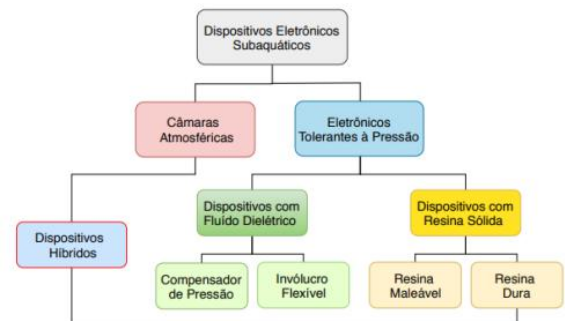 Dispositivos Eletrônicos
Subaquáticos
Câmaras
Atmosféricas
Eletrônicos
Tolerantes à Pressão
Dispositivos
Híbridos
Dispositivos com
Fluído Dielétrico
Dispositivos com
Resina Sólida
Compensador
de Pressão
Invólucro
Flexível
Resina
Maleável
Resina
Dura